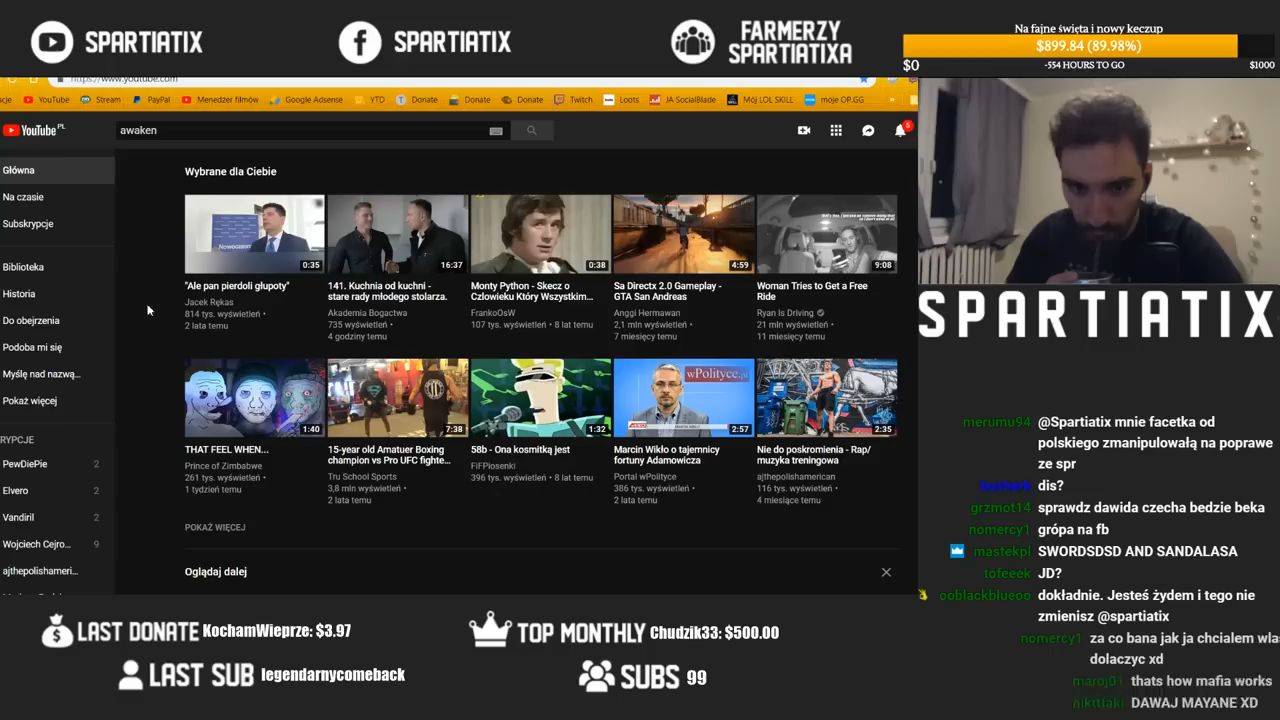 SPARTIATIX
SPARTIATIX
FARMERZY
SPARTIATIXA
Na fajne święta i nowy keczup
$899.84 (89.98%)
$0
-554 HOURS TO GO
$1000
https://www.youtube.com
cje
YouTube
Stream
PayPal
Menedżer filmów
Google Adsense
YTD
Donate
Donate
Donate
Twitch
Loots
JA SocialBlade
Mój LOL SKILL
moje OP.GG
»
YouTube PL
awaken
Główna
Na czasie
Subskrypcje
Biblioteka
Historia
Do obejrzenia
Podoba mi się
Myślę nad nazwą...
Pokaż więcej
RYPCJE
PewDiePie 2
Elvero 2
Vandiril 2
Wojciech Cejro... 9
ajthepolishameri...
Wybrane dla Ciebie
0:35
16:37
0:38
4:59
9:08
"Ale pan pierdoli głupoty"
Jacek Rękas
814 tys. wyświetleń •
2 lata temu
141. Kuchnia od kuchni -
stare rady młodego stolarza.
Akademia Bogactwa
735 wyświetleń •
4 godziny temu
Monty Python - Skecz o
Człowieku Który Wszystkim...
FrankoOsW
107 tys. wyświetleń • 8 lat temu
Sa Directx 2.0 Gameplay -
GTA San Andreas
Anggi Hermawan
2,1 mln wyświetleń •
7 miesięcy temu
Woman Tries to Get a Free
Ride
Ryan Is Driving
21 mln wyświetleń •
11 miesięcy temu
wPolityce.pl
1:40
7:38
1:32
2:57
2:35
THAT FEEL WHEN...
Prince of Zimbabwe
261 tys. wyświetleń •
1 tydzień temu
15-year old Amatuer Boxing
champion vs Pro UFC fighte...
Tru School Sports
3,8 mln wyświetleń •
2 lata temu
58b - Ona kosmitką jest
FiFPiosenki
396 tys. wyświetleń • 8 lat temu
Marcin Wikło o tajemnicy
fortuny Adamowicza
Portal wPolityce
386 tys. wyświetleń •
2 lata temu
Nie do poskromienia - Rap/
muzyka treningowa
ajthepolishamerican
116 tys. wyświetleń •
4 miesiące temu
POKAŻ WIĘCEJ
Oglądaj dalej
SPARTIATIX
merumu94 @Spartiatix mnie facetka od
polskiego zmanipulowałą na poprawe
ze spr
dis?
grzmot14 sprawdz dawida czecha bedzie beka
nomercy1 grópa na fb
mastekpl SWORDSDSD AND SANDALASA
tofeeek JD?
ooblackblueoo dokładnie. Jesteś żydem i tego nie
zmienisz @spartiatix
nomercy1 za co bana jak ja chcialem wlas
dolaczyc xd
thats how mafia works
nikttraki DAWAJ MAYANE XD
LAST DONATE KochamWieprze: $3.97
TOP MONTHLY Chudzik33: $500.00
LAST SUB legendarnycomeback
SUBS 99